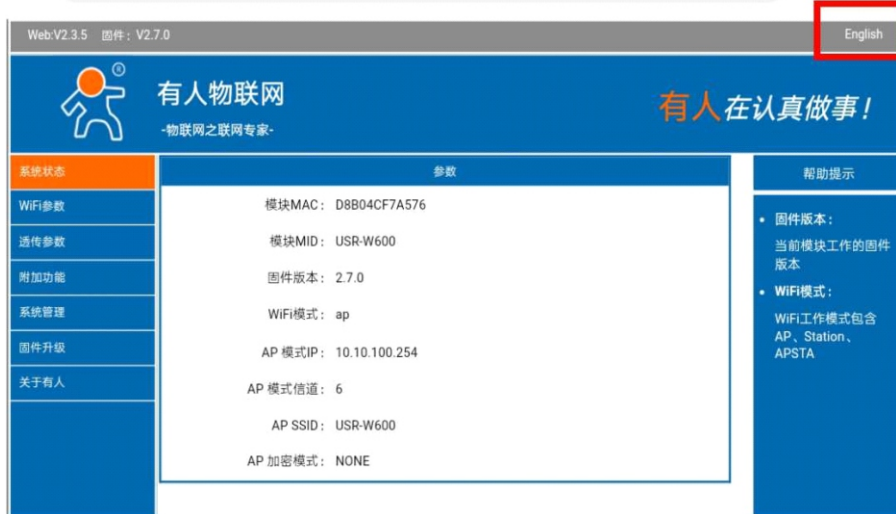 Web:V2.3.5 固件：V2.7.0
English
®
有人物联网
-物联网之联网专家-
有人在认真做事！
系统状态
WiFi参数
透传参数
附加功能
系统管理
固件升级
关于有人
参数
模块MAC： D8B04CF7A576
模块MID： USR-W600
固件版本： 2.7.0
WiFi模式： ap
AP 模式IP： 10.10.100.254
AP 模式信道： 6
AP SSID： USR-W600
AP 加密模式： NONE
帮助提示
• 固件版本：
当前模块工作的固件
版本
• WiFi模式：
WiFi工作模式包含
AP、Station、
APSTA